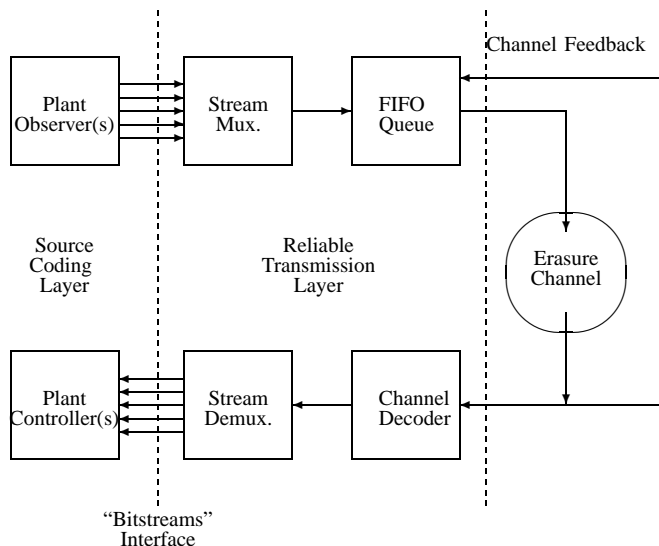 Channel Feedback
Plant
Observer(s)
Stream
Mux.
FIFO
Queue
Source
Coding
Layer
Reliable
Transmission
Layer
Erasure
Channel
Plant
Controller(s)
Stream
Demux.
Channel
Decoder
“Bitstreams”
Interface